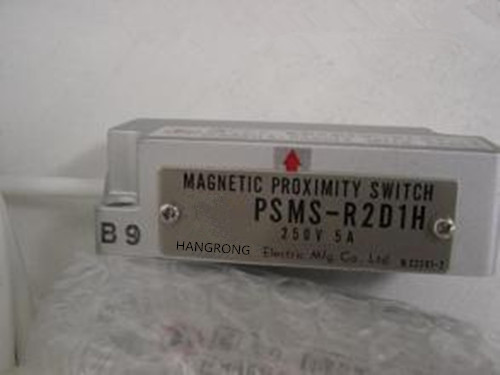 MAGNETIC PROXIMITY SWITCH
PSMS-R2D1H
250V 5A
B9
HANGRONG Electric Mfg. Co., Ltd.